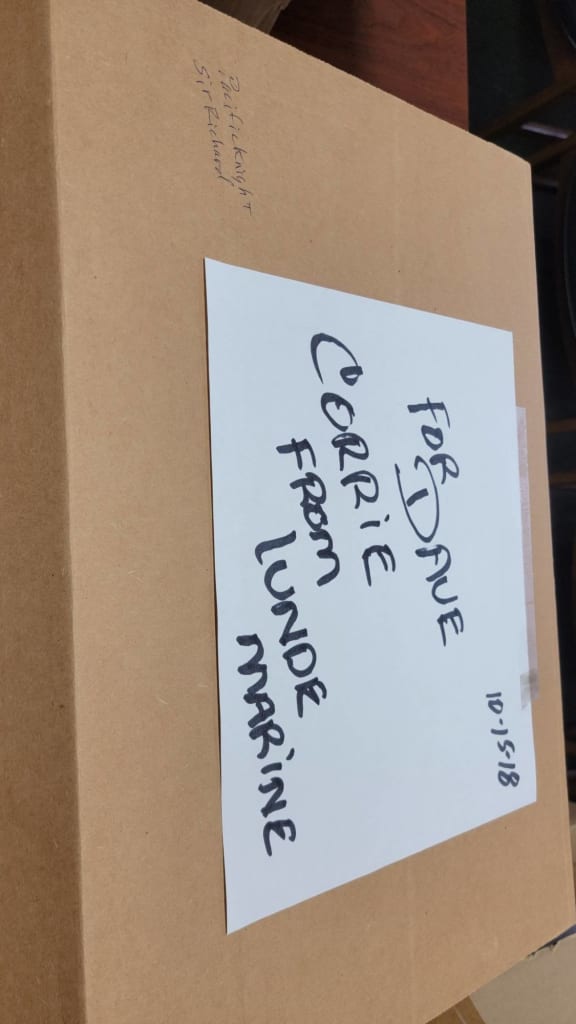 10-15-18
FOR DAVE
CORRIE
FROM
LUNDE
MARINE
Pacific Knight
Sir Richard